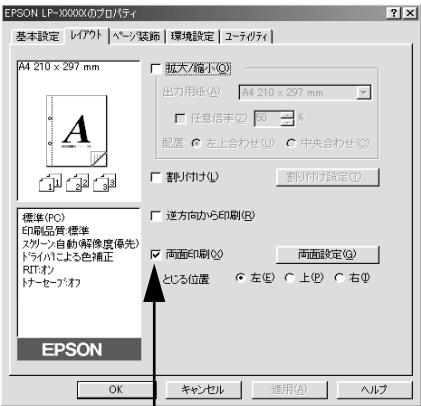 EPSON LP-XXXXXのプロパティ
? ×
基本設定 レイアウト ページ装飾 環境設定 ユーティリティ
A4 210 x 297 mm
A
1 2 3
標準(PC)
印刷品質:標準
スクリーン:自動(解像度優先)
ドライバによる色補正
RIT:オン
トナーセーブ:オフ
EPSON
拡大/縮小(O)
出力用紙(A) A4 210 x 297 mm
任意倍率(Z) 50 %
配置 左上合わせ(U) 中央合わせ(C)
割り付け(L) 割り付け設定(T)...
逆方向から印刷(R)
両面印刷(X) 両面設定(G)
とじる位置 左(E) 上(P) 右(I)
OK キャンセル 適用(A) ヘルプ